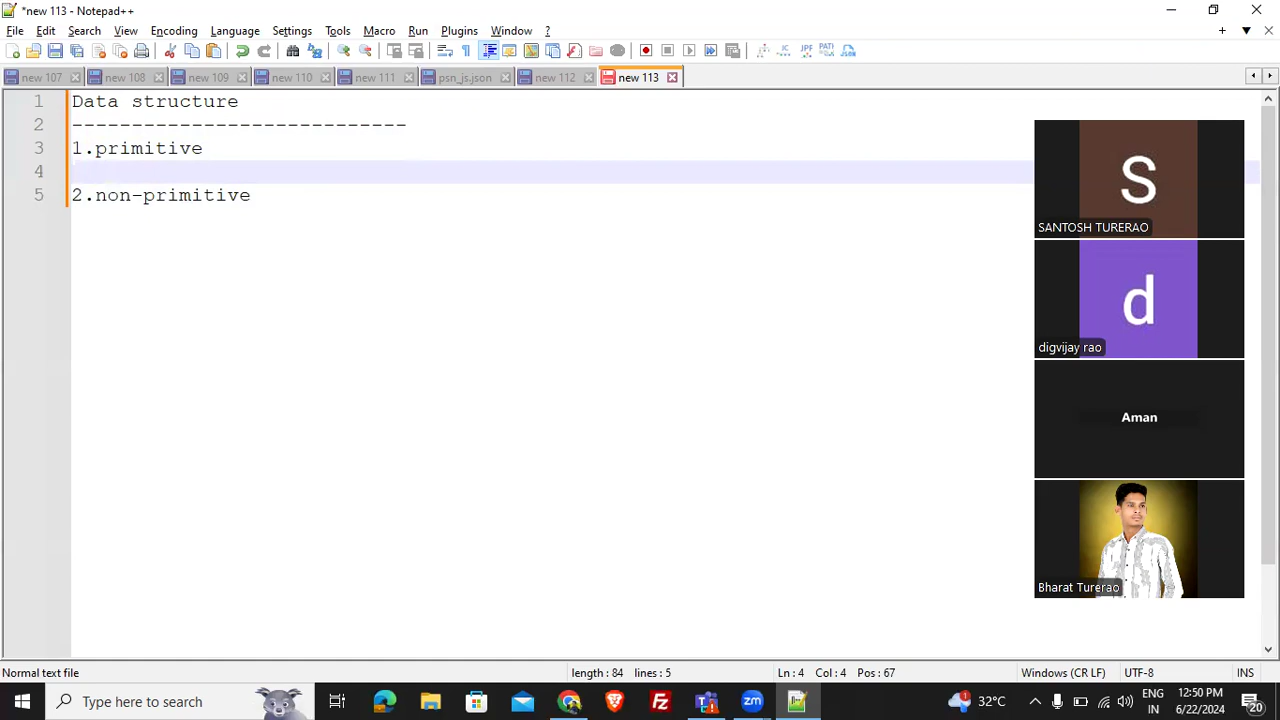 *new 113 - Notepad++
File Edit Search View Encoding Language Settings Tools Macro Run Plugins Window ?
new 107 new 108 new 109 new 110 new 111 psn_js.json new 112 new 113
1 Data structure
2 ----------------------------
3 1.primitive
4
5 2.non-primitive
S
SANTOSH TURERAO
d
digvijay rao
Aman
Bharat Turerao
Normal text file length : 84 lines : 5 Ln : 4 Col : 4 Pos : 67 Windows (CR LF) UTF-8 INS
Type here to search 32°C ENG 12:50 PM
IN 6/22/2024 20